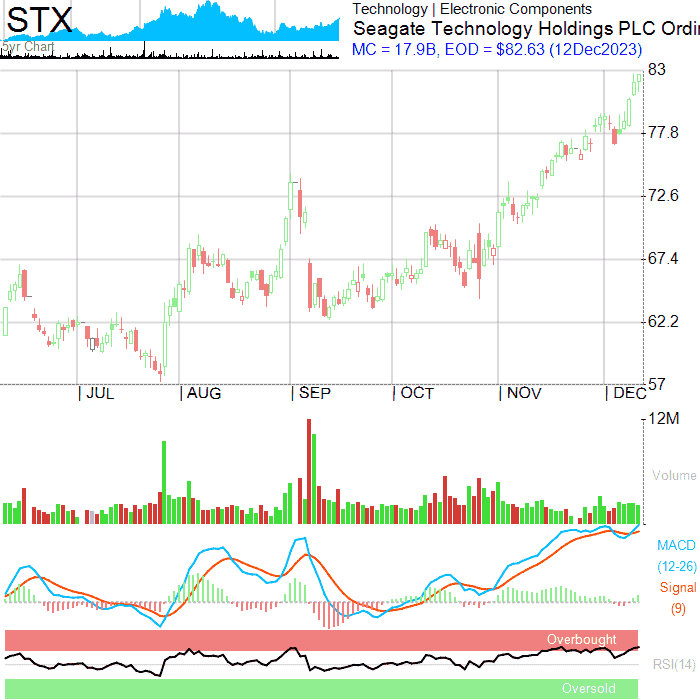 STX
5yr Chart
Technology | Electronic Components
Seagate Technology Holdings PLC Ordi
MC = 17.9B, EOD = $82.63 (12Dec2023)
83
77.8
72.6
67.4
62.2
57
JUL AUG SEP OCT NOV DEC
12M
Volume
MACD
(12-26)
Signal
(9)
Overbought
RSI(14)
Oversold